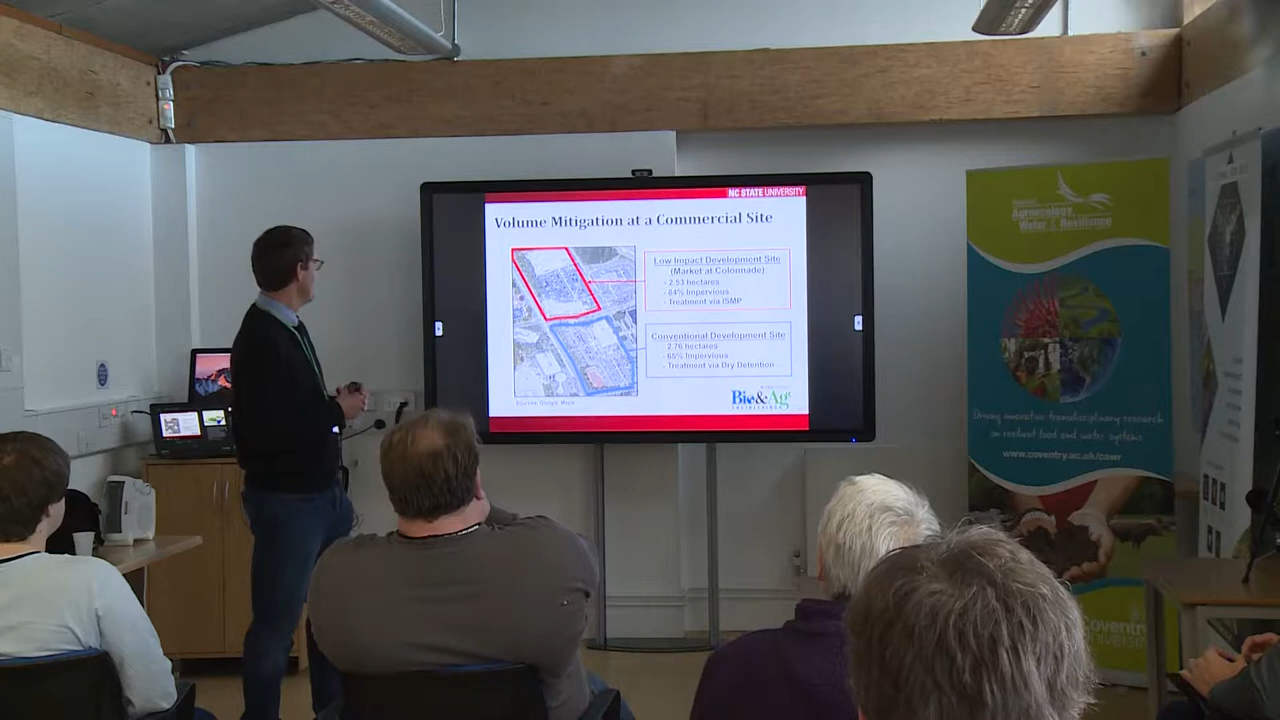 NC STATE UNIVERSITY
Volume Mitigation at a Commercial Site
Low Impact Development Site
(Market at Colonnade)
- 2.53 hectares
- 84% Impervious
- Treatment via ISMP
Conventional Development Site
- 2.76 hectares
- 65% Impervious
- Treatment via Dry Detention
Sources: Google Maps
Bio&Ag
ENGINEERING
Agroecology,
Water & Resilience
Driving innovative transdisciplinary research
on resilient food and water systems
www.coventry.ac.uk/cawr